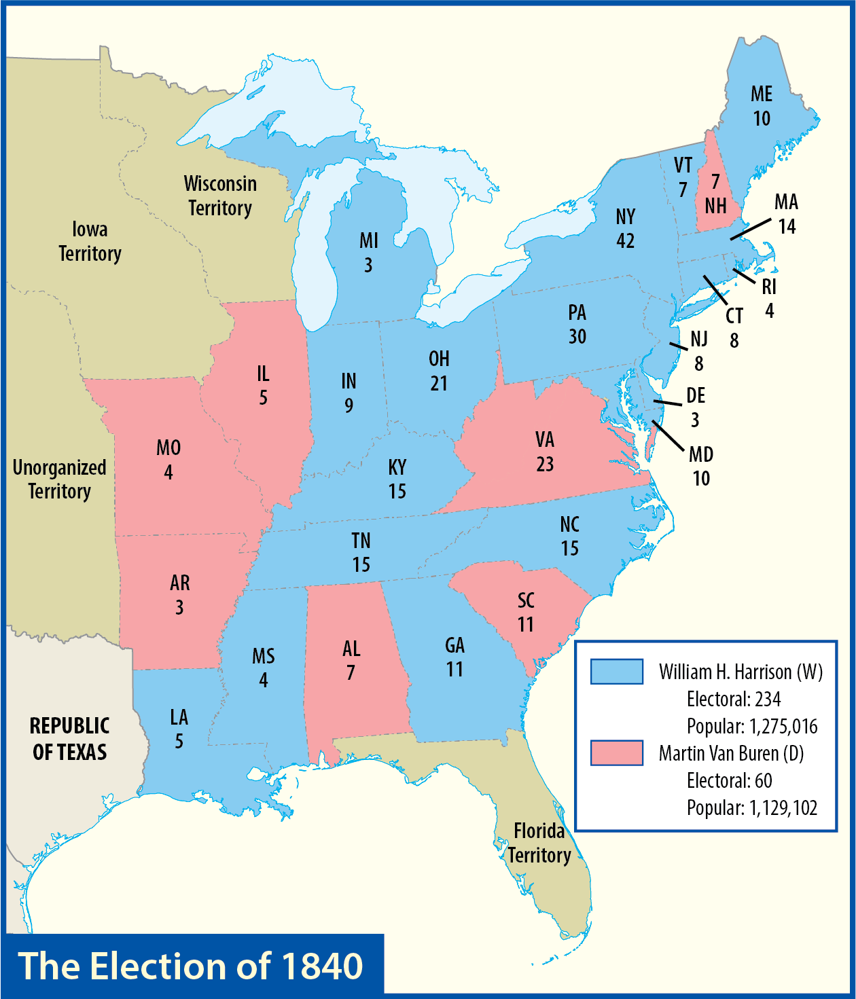 ME
10
VT
7
7
NH
MA
14
NY
42
Wisconsin
Territory
Iowa
Territory
MI
3
RI
4
CT
8
PA
30
NJ
8
OH
21
IL
5
IN
9
DE
3
MD
10
VA
23
MO
4
KY
15
Unorganized
Territory
NC
15
TN
15
AR
3
SC
11
GA
11
AL
7
MS
4
LA
5
REPUBLIC
OF TEXAS
William H. Harrison (W)
Electoral: 234
Popular: 1,275,016
Martin Van Buren (D)
Electoral: 60
Popular: 1,129,102
Florida
Territory
The Election of 1840